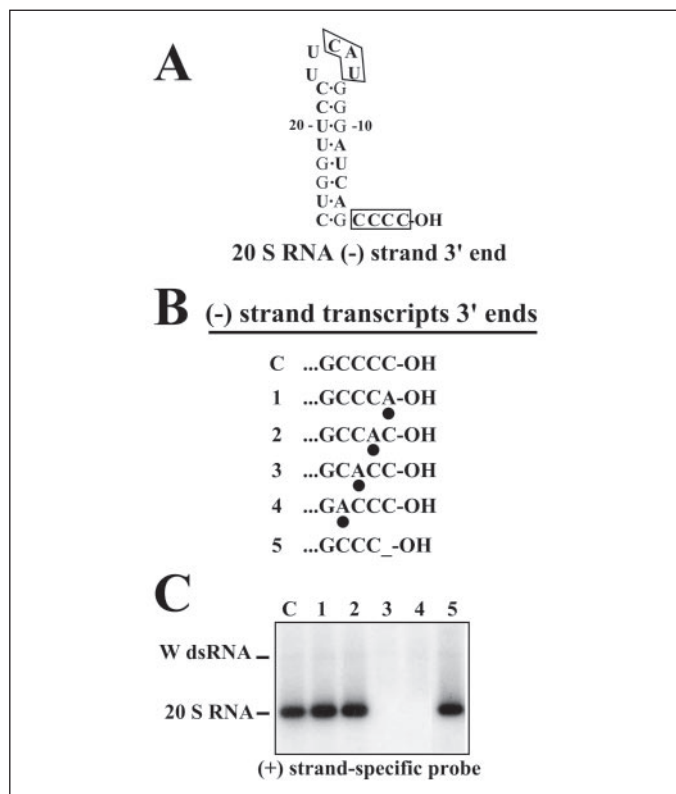 A
C
U A
U U
C·G
C·G
20 - U·G -10
U·A
G·U
G·C
U·A
C·G CCCC-OH
20 S RNA (-) strand 3' end
B (-) strand transcripts 3' ends
C ...GCCCC-OH
1 ...GCCCA-OH
2 ...GCCAC-OH
3 ...GCACC-OH
4 ...GACCC-OH
5 ...GCCC_-OH
C
C 1 2 3 4 5
W dsRNA
20 S RNA
(+) strand-specific probe